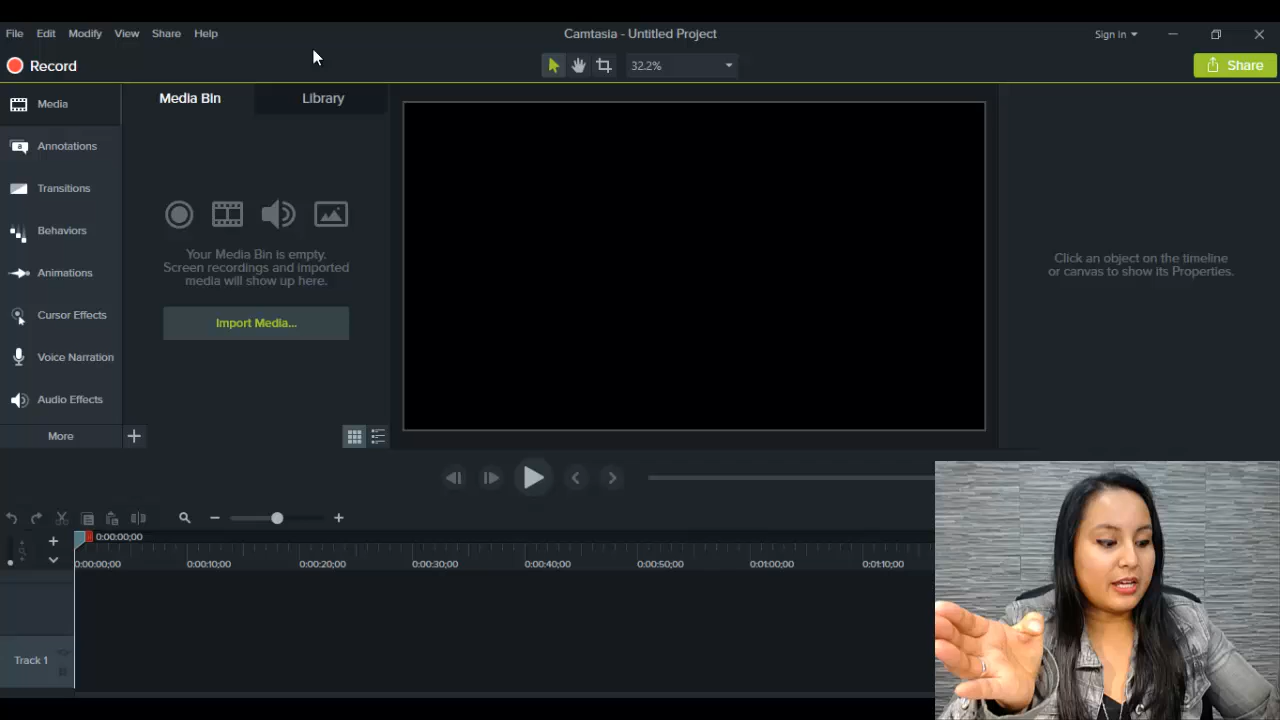 File Edit Modify View Share Help
Camtasia - Untitled Project
Sign in
Record
32.2%
Share
Media
Annotations
Transitions
Behaviors
Animations
Cursor Effects
Voice Narration
Audio Effects
More
Media Bin
Library
Your Media Bin is empty.
Screen recordings and imported
media will show up here.
Import Media...
Click an object on the timeline
or canvas to show its Properties.
0:00:00;00
0:00:00;00 0:00:10;00 0:00:20;00 0:00:30;00 0:00:40;00 0:00:50;00 0:01:00;00 0:01:10;00
Track 1